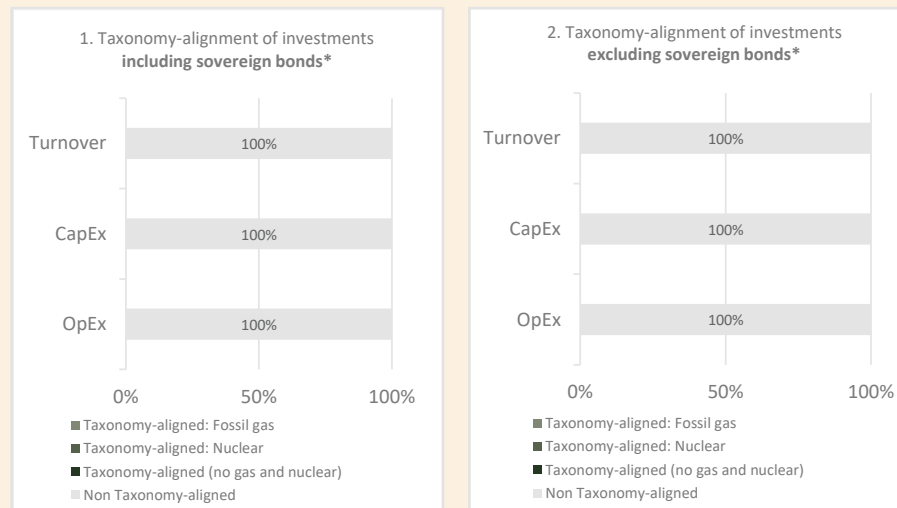 1. Taxonomy-alignment of investments
including sovereign bonds*
Turnover
100%
CapEx
100%
OpEx
100%
0% 50% 100%
Taxonomy-aligned: Fossil gas
Taxonomy-aligned: Nuclear
Taxonomy-aligned (no gas and nuclear)
Non Taxonomy-aligned
2. Taxonomy-alignment of investments
excluding sovereign bonds*
Turnover
100%
CapEx
100%
OpEx
100%
0% 50% 100%
Taxonomy-aligned: Fossil gas
Taxonomy-aligned: Nuclear
Taxonomy-aligned (no gas and nuclear)
Non Taxonomy-aligned